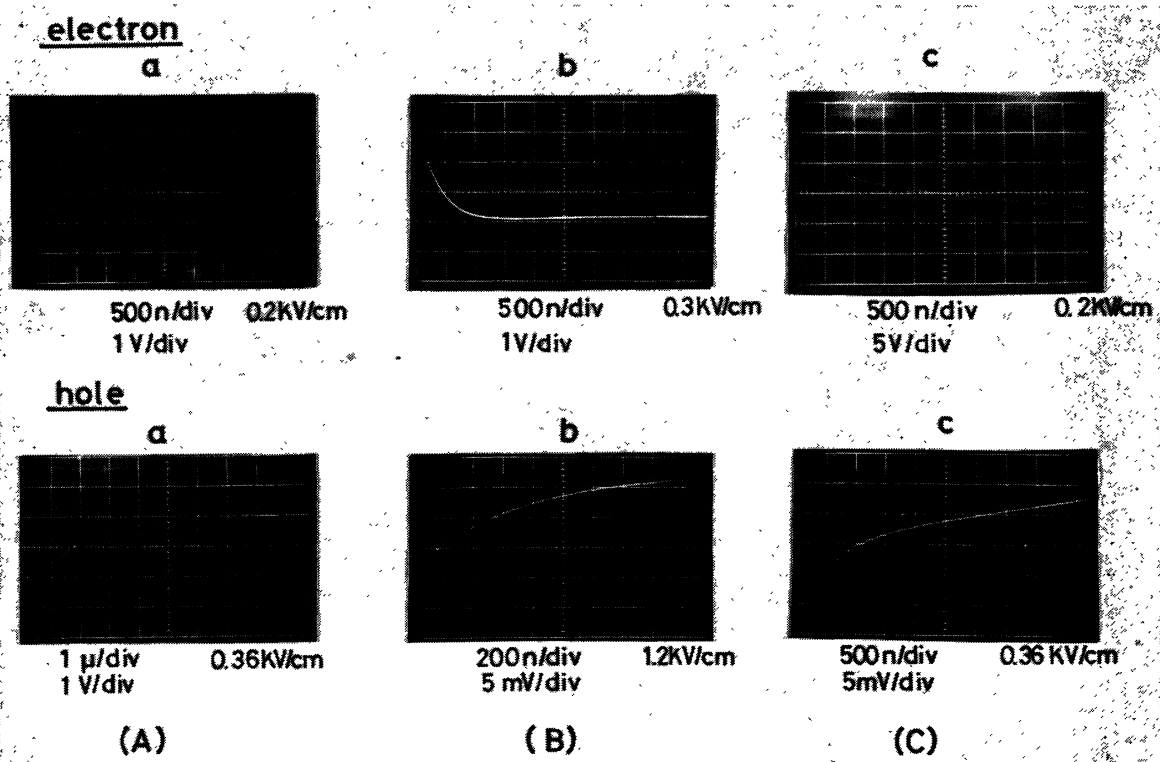 electron
a
b
c
500n/div 0.2KV/cm
1V/div
500n/div 0.3KV/cm
1V/div
500n/div 0.2KV/cm
5V/div
hole
a
b
c
1 μ/div 0.36KV/cm
1 V/div
200n/div 1.2KV/cm
5 mV/div
500n/div 0.36 KV/cm
5mV/div
(A)
(B)
(C)